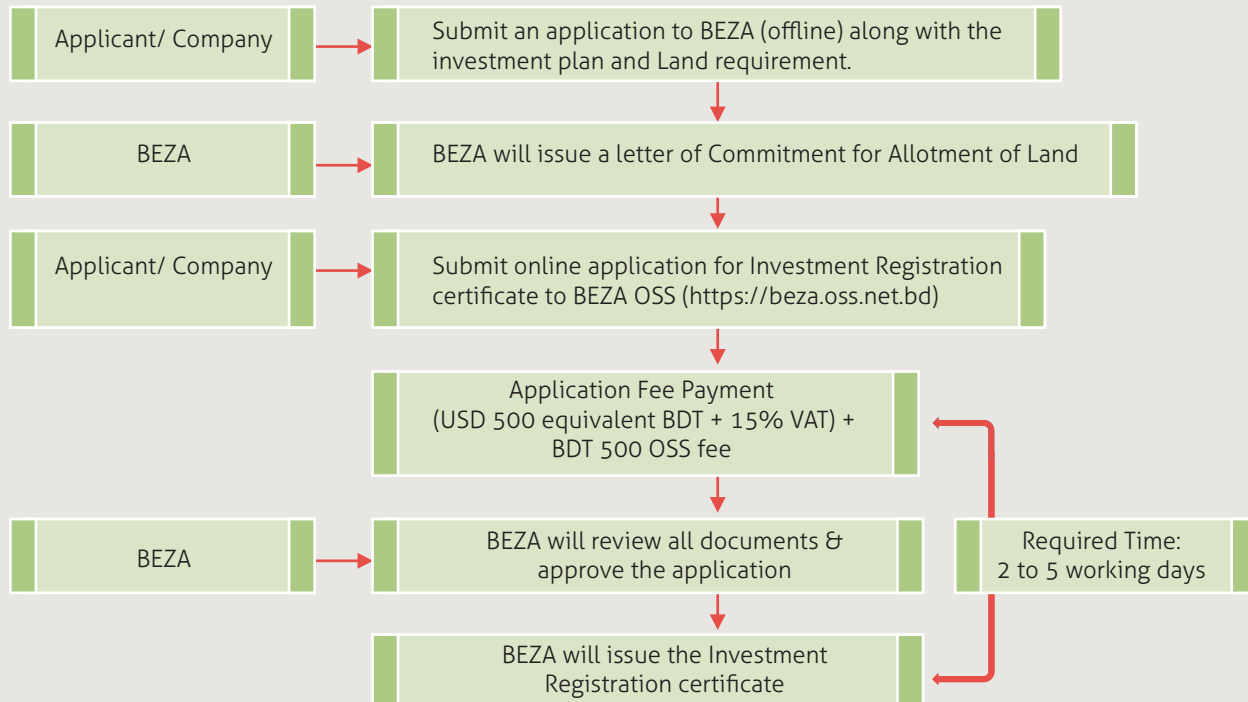 Applicant/ Company
Submit an application to BEZA (offline) along with the
investment plan and Land requirement.
BEZA
BEZA will issue a letter of Commitment for Allotment of Land
Applicant/ Company
Submit online application for Investment Registration
certificate to BEZA OSS (https://beza.oss.net.bd)
Application Fee Payment
(USD 500 equivalent BDT + 15% VAT) +
BDT 500 OSS fee
BEZA
BEZA will review all documents &
approve the application
Required Time:
2 to 5 working days
BEZA will issue the Investment
Registration certificate